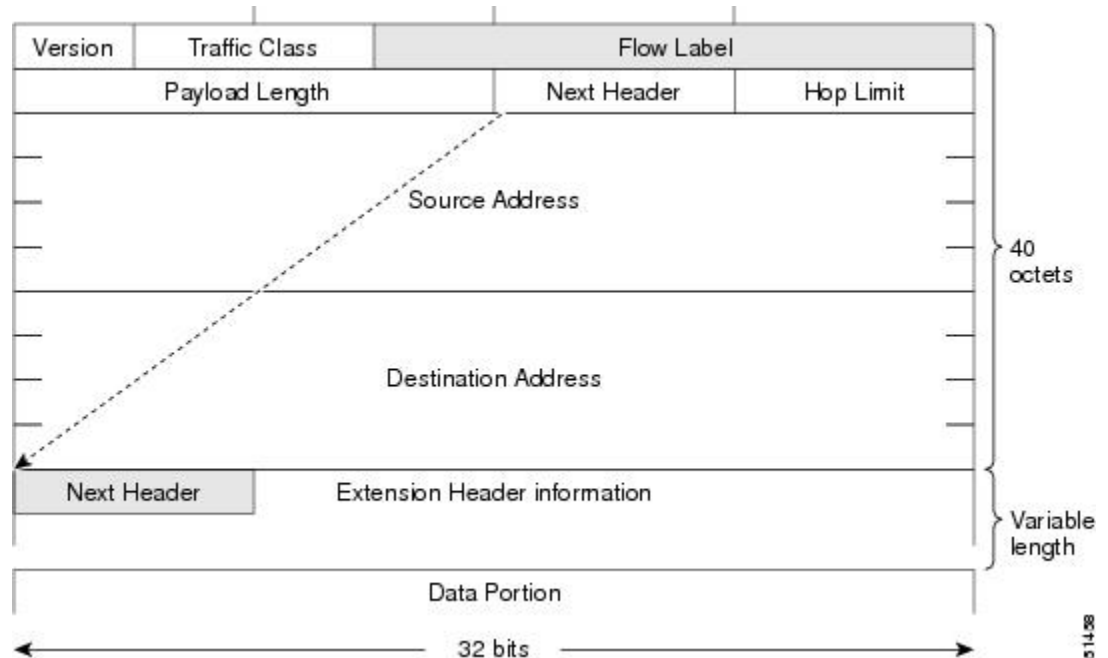 Version Traffic Class Flow Label
Payload Length Next Header Hop Limit
Source Address
40
octets
Destination Address
Next Header Extension Header information
Variable
length
Data Portion
32 bits
51458